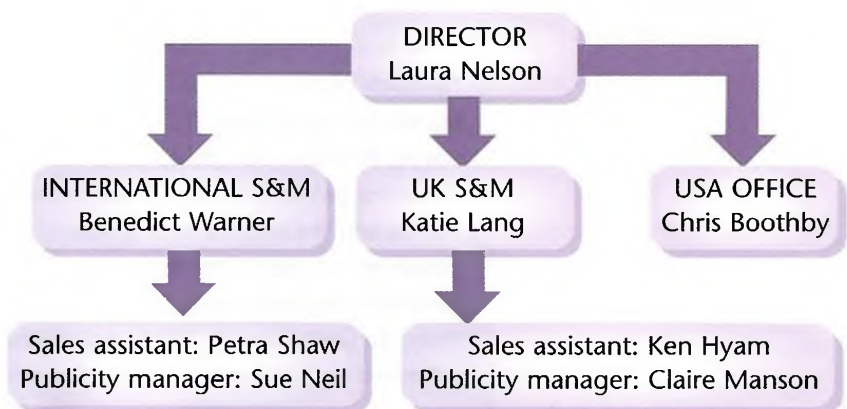 DIRECTOR
Laura Nelson
INTERNATIONAL S&M
Benedict Warner
UK S&M
Katie Lang
USA OFFICE
Chris Boothby
Sales assistant: Petra Shaw
Publicity manager: Sue Neil
Sales assistant: Ken Hyam
Publicity manager: Claire Manson